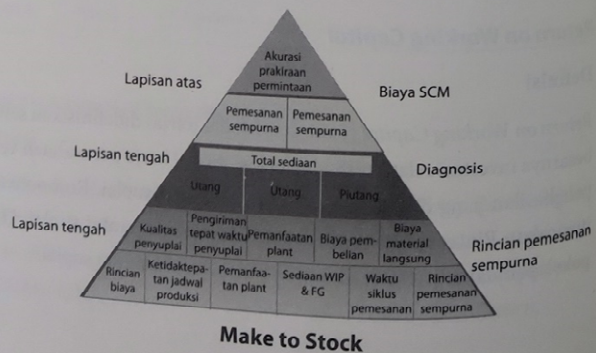 Akurasi
prakiraan
permintaan
Lapisan atas
Biaya SCM
Pemesanan
sempurna
Pemesanan
sempurna
Lapisan tengah
Total sediaan
Diagnosis
Utang
Utang
Piutang
Lapisan tengah
Kualitas
penyuplai
Pengiriman
tepat waktu
penyuplai
Pemanfaatan
plant
Biaya pem-
belian
Biaya
material
langsung
Rincian pemesanan
sempurna
Rincian
biaya
Ketidaktepa-
tan jadwal
produksi
Pemanfaa-
tan plant
Sediaan WIP
& FG
Waktu
siklus
pemesanan
Rincian
pemesanan
sempurna
Make to Stock